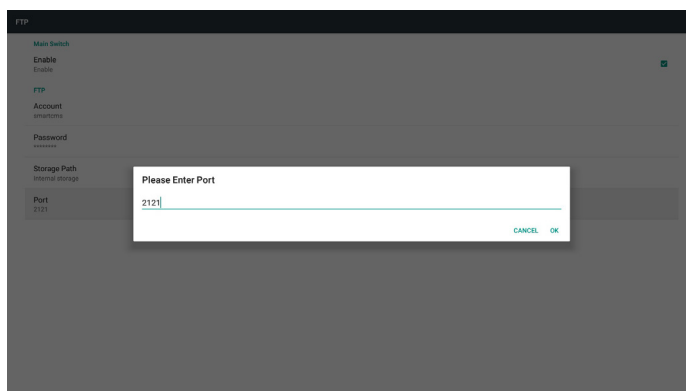 FTP
Main Switch
Enable
Enable
FTP
Account
smartcms
Password
********
Storage Path
Internal storage
Port
2121
Please Enter Port
2121
CANCEL OK